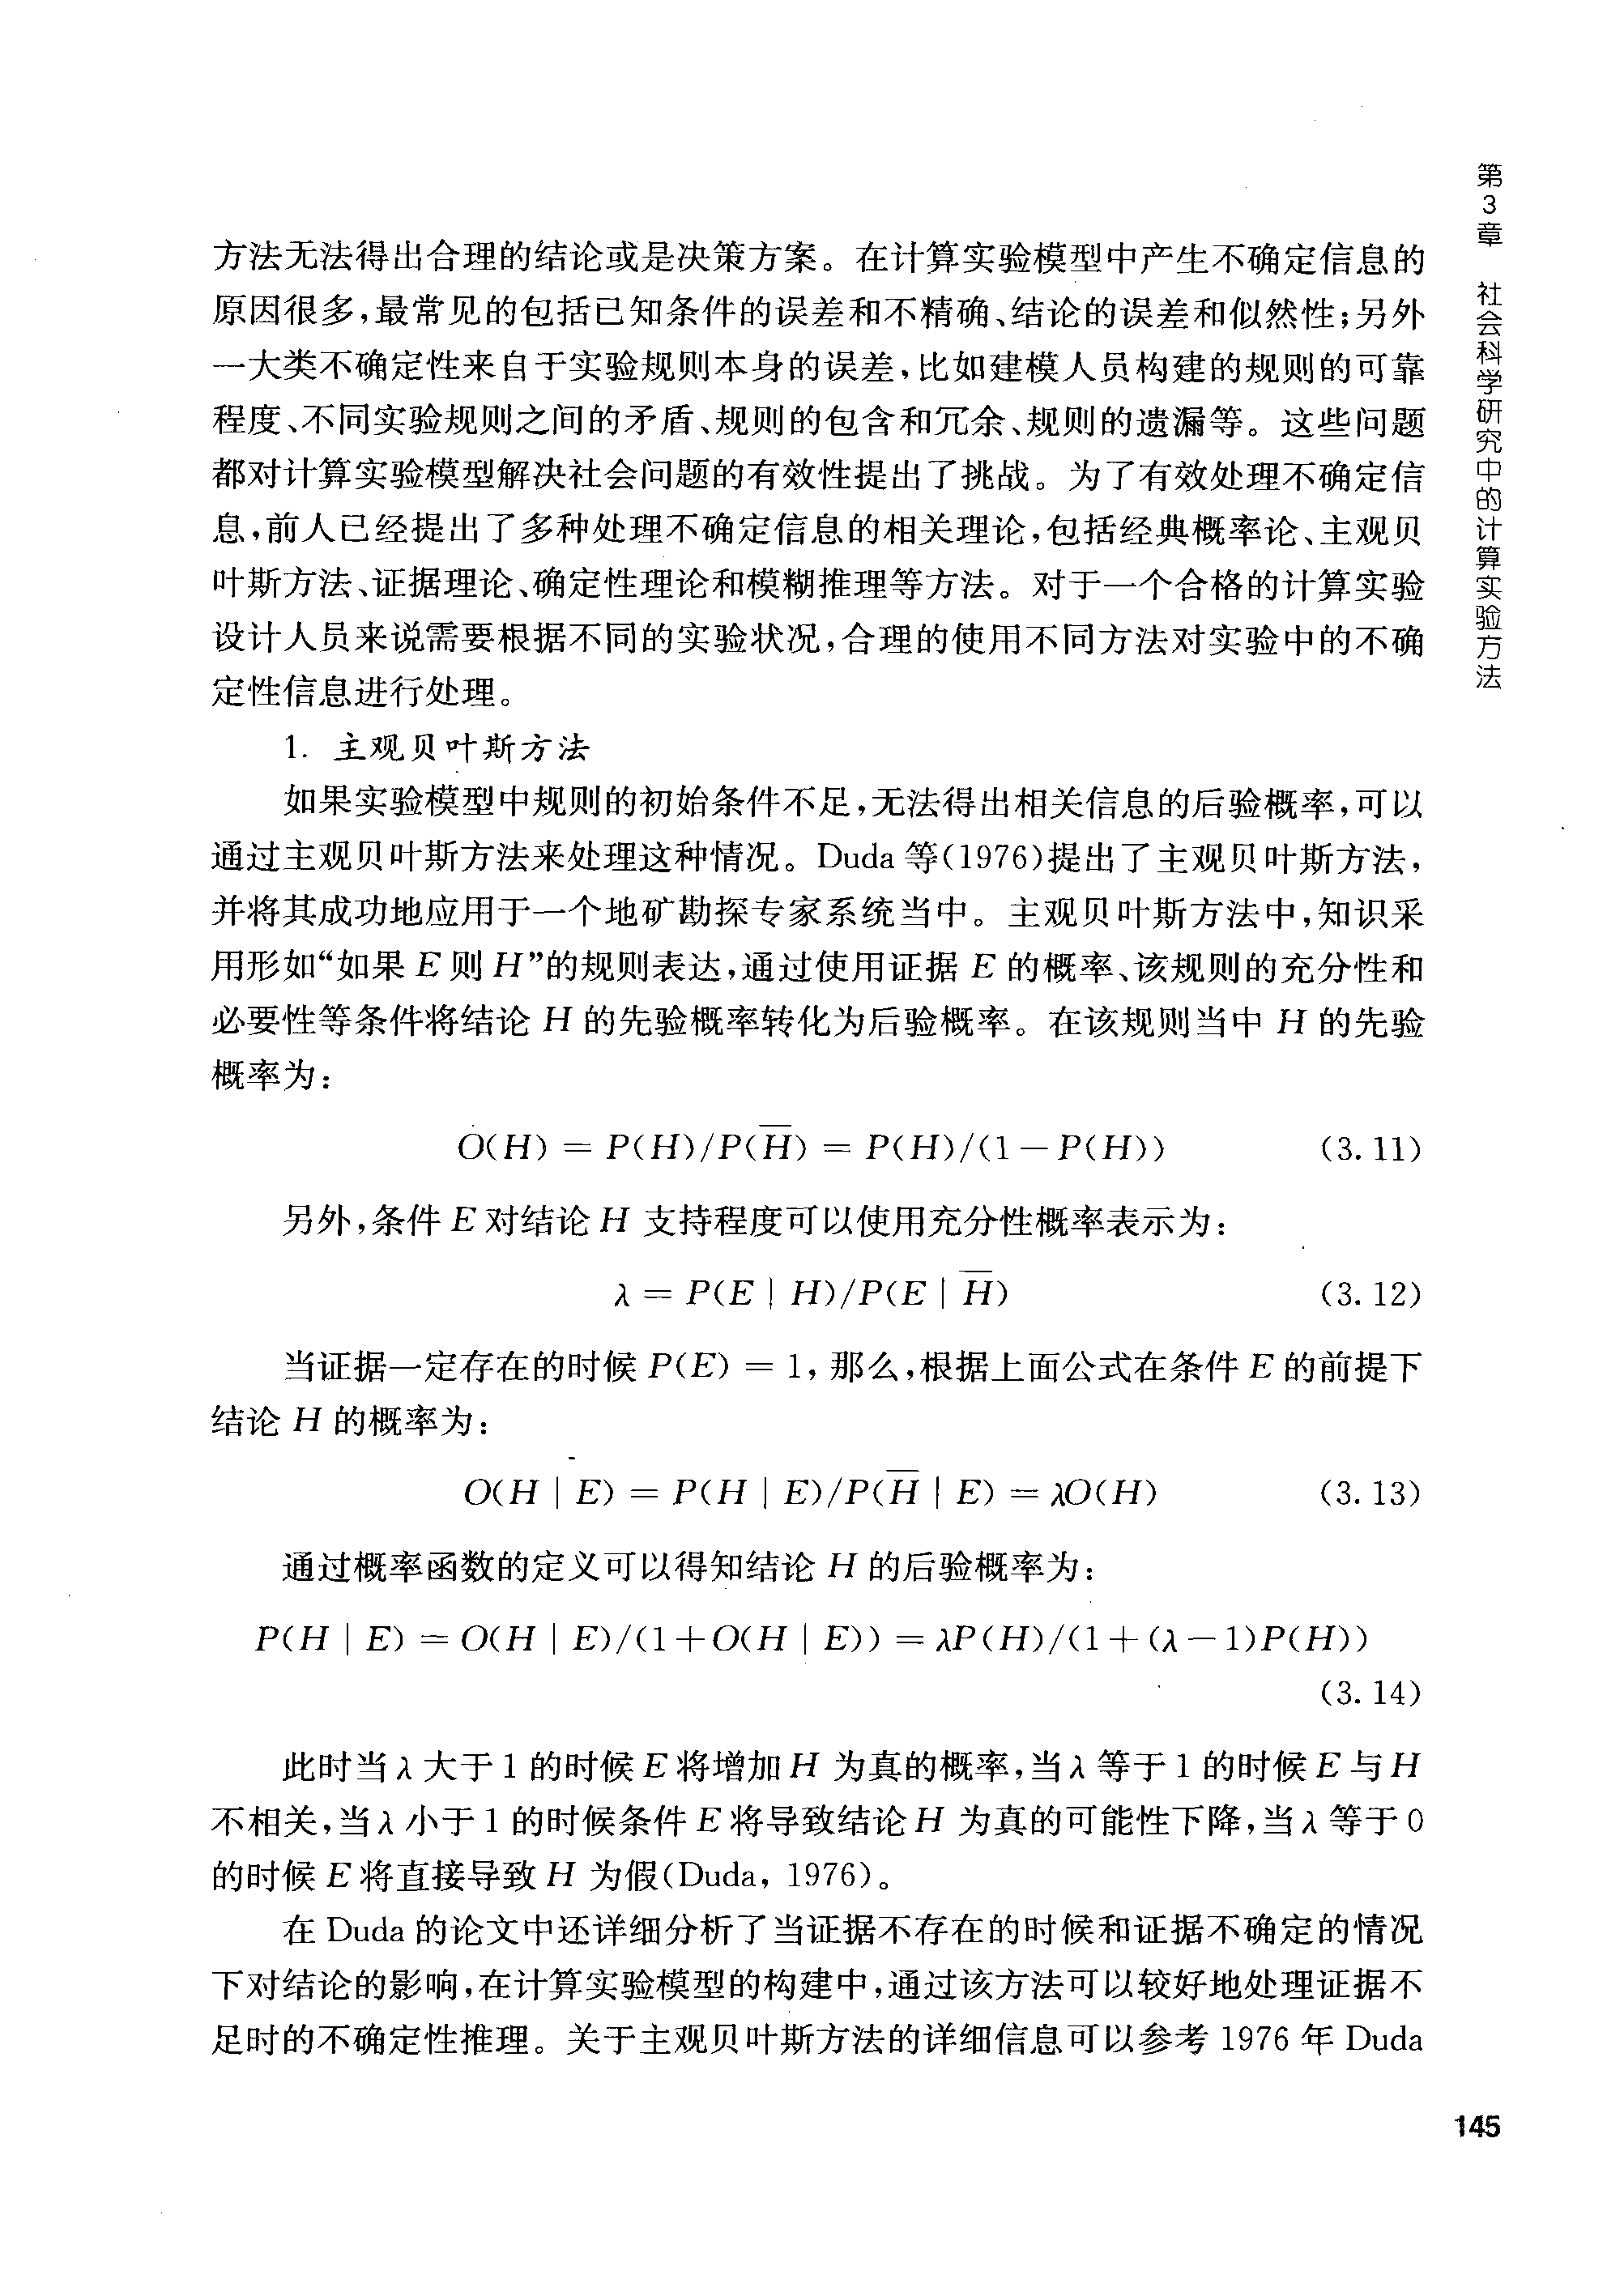 第3章 社会科学研究中的计算实验方法
方法无法得出合理的结论或是决策方案。在计算实验模型中产生不确定信息的
原因很多,最常见的包括已知条件的误差和不精确、结论的误差和似然性;另外
一大类不确定性来自于实验规则本身的误差,比如建模人员构建的规则的可靠
程度、不同实验规则之间的矛盾、规则的包含和冗余、规则的遗漏等。这些问题
都对计算实验模型解决社会问题的有效性提出了挑战。为了有效处理不确定信
息,前人已经提出了多种处理不确定信息的相关理论,包括经典概率论、主观贝
叶斯方法、证据理论、确定性理论和模糊推理等方法。对于一个合格的计算实验
设计人员来说需要根据不同的实验状况,合理的使用不同方法对实验中的不确
定性信息进行处理。
1. 主观贝叶斯方法
如果实验模型中规则的初始条件不足,无法得出相关信息的后验概率,可以
通过主观贝叶斯方法来处理这种情况。Duda 等(1976)提出了主观贝叶斯方法,
并将其成功地应用于一个地矿勘探专家系统当中。主观贝叶斯方法中,知识采
用形如“如果 E 则 H”的规则表达,通过使用证据 E 的概率、该规则的充分性和
必要性等条件将结论 H 的先验概率转化为后验概率。在该规则当中 H 的先验
概率为:
O(H) = P(H)/P(H̅) = P(H)/(1－P(H)) (3.11)
另外,条件 E 对结论 H 支持程度可以使用充分性概率表示为:
λ = P(E | H)/P(E | H̅) (3.12)
当证据一定存在的时候 P(E) = 1, 那么,根据上面公式在条件 E 的前提下
结论 H 的概率为:
O(H | E) = P(H | E)/P(H̅ | E) = λO(H) (3.13)
通过概率函数的定义可以得知结论 H 的后验概率为:
P(H | E) = O(H | E)/(1＋O(H | E)) = λP(H)/(1＋(λ－1)P(H))
(3.14)
此时当 λ 大于 1 的时候 E 将增加 H 为真的概率,当 λ 等于 1 的时候 E 与 H
不相关,当 λ 小于 1 的时候条件 E 将导致结论 H 为真的可能性下降,当 λ 等于 0
的时候 E 将直接导致 H 为假(Duda, 1976)。
在 Duda 的论文中还详细分析了当证据不存在的时候和证据不确定的情况
下对结论的影响,在计算实验模型的构建中,通过该方法可以较好地处理证据不
足时的不确定性推理。关于主观贝叶斯方法的详细信息可以参考 1976 年 Duda
145